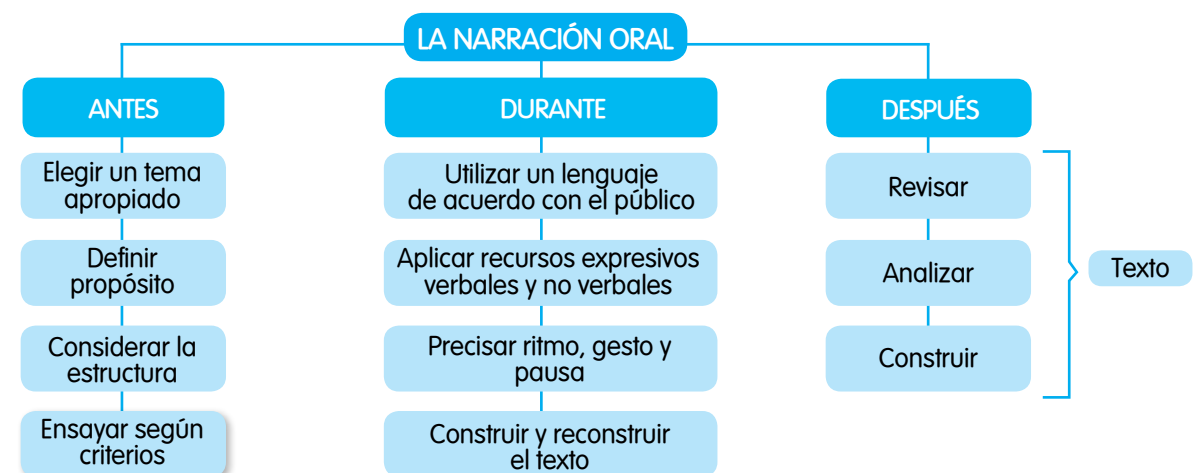 LA NARRACIÓN ORAL
ANTES
Elegir un tema
apropiado
Definir
propósito
Considerar la
estructura
Ensayar según
criterios
DURANTE
Utilizar un lenguaje
de acuerdo con el público
Aplicar recursos expresivos
verbales y no verbales
Precisar ritmo, gesto y
pausa
Construir y reconstruir
el texto
DESPUÉS
Revisar
Analizar
Construir
Texto